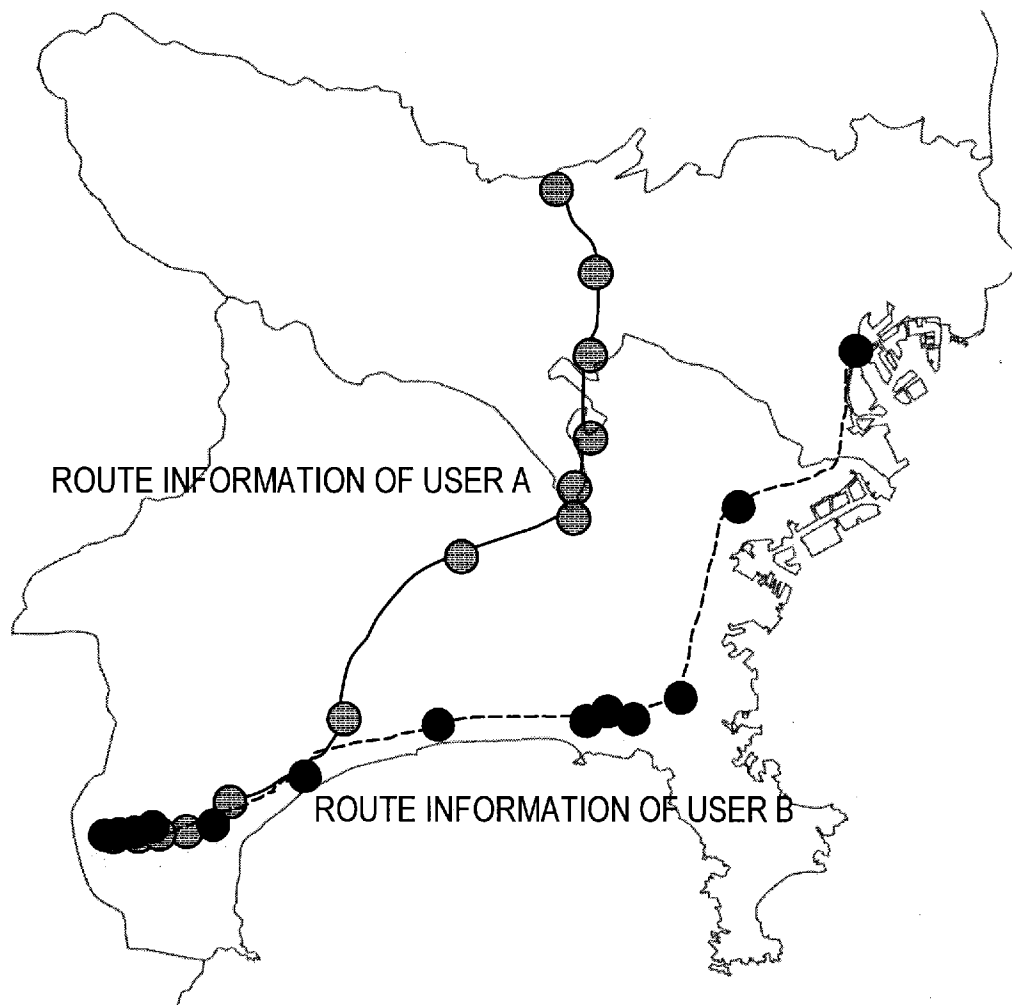 ROUTE INFORMATION OF USER A
ROUTE INFORMATION OF USER B